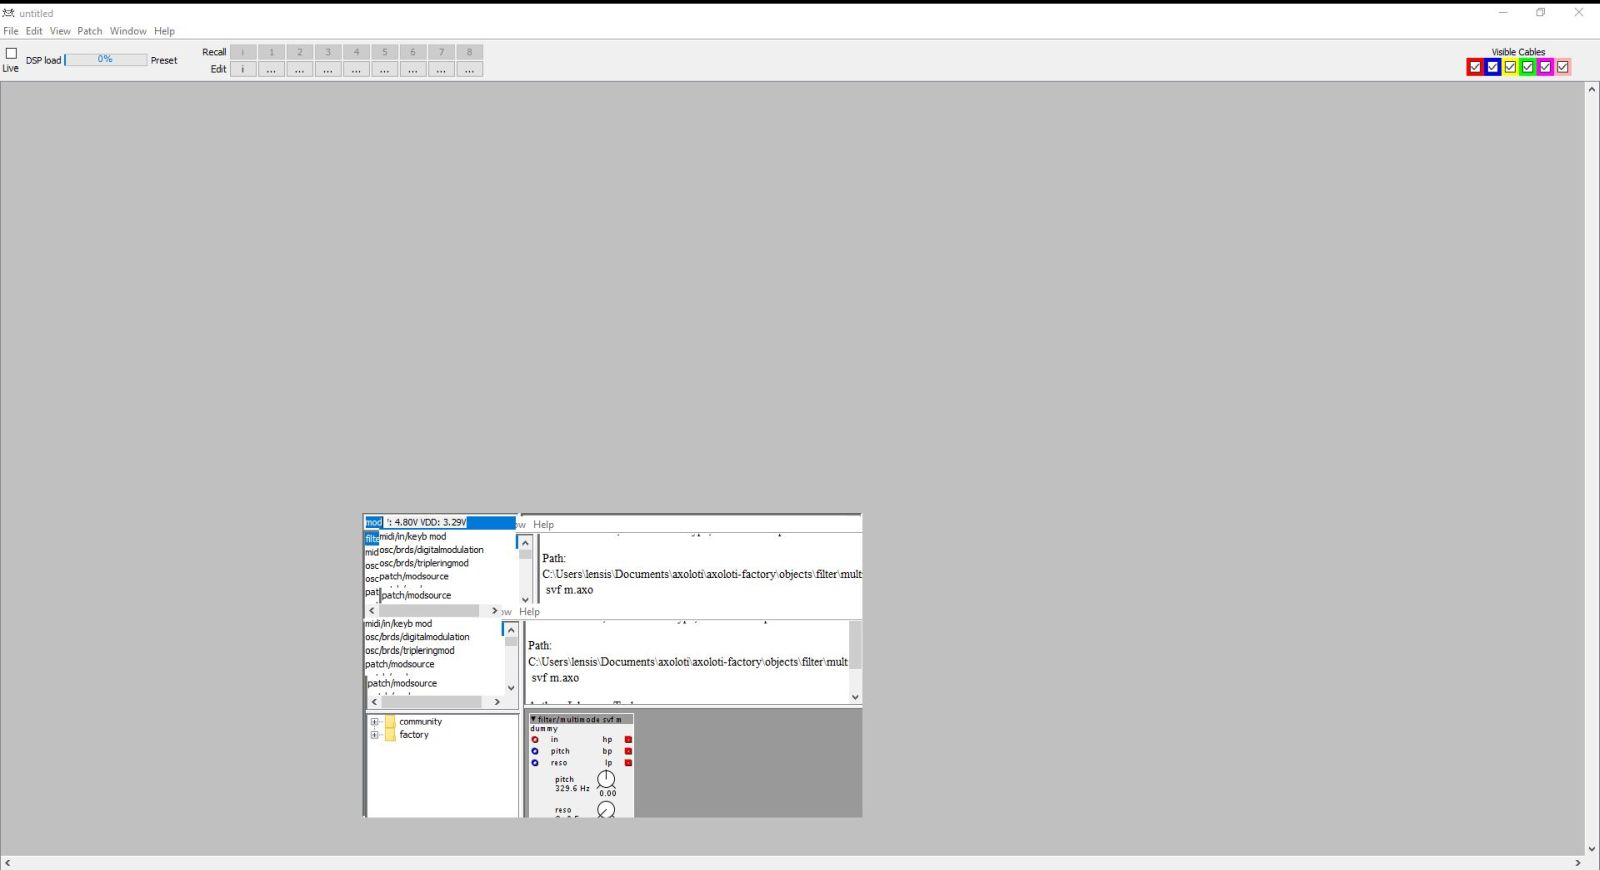 untitled
File Edit View Patch Window Help
Live
DSP load 0% Preset
Recall i 1 2 3 4 5 6 7 8
Edit i ... ... ... ... ... ... ... ...
Visible Cables
mod : 4.80V VDD: 3.29V
Help
filte
midi/in/keyb mod
mid
osc/brds/digitalmodulation
osc
osc/brds/tripleringmod
osc
patch/modsource
pat
patch/modsource
Path:
C:\Users\lensis\Documents\axoloti\axoloti-factory\objects\filter\mult
svf m.axo
Help
midi/in/keyb mod
osc/brds/digitalmodulation
osc/brds/tripleringmod
patch/modsource
patch/modsource
Path:
C:\Users\lensis\Documents\axoloti\axoloti-factory\objects\filter\mult
svf m.axo
community
factory
filter/multimode svf m
dummy
in hp
pitch bp
reso lp
pitch
329.6 Hz
0.00
reso